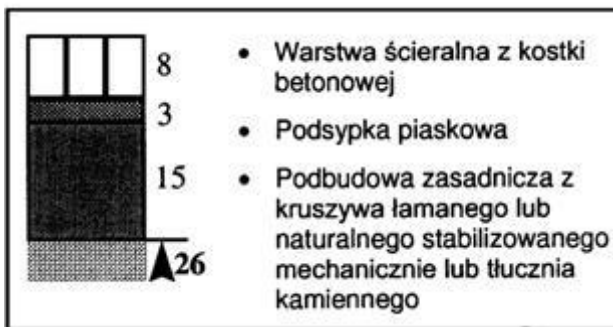 8
3
15
26
• Warstwa ścieralna z kostki
betonowej
• Podsypka piaskowa
• Podbudowa zasadnicza z
kruszywa łamanego lub
naturalnego stabilizowanego
mechanicznie lub tłucznia
kamiennego